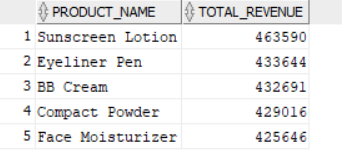 PRODUCT_NAME TOTAL_REVENUE
1 Sunscreen Lotion 463590
2 Eyeliner Pen 433644
3 BB Cream 432691
4 Compact Powder 429016
5 Face Moisturizer 425646